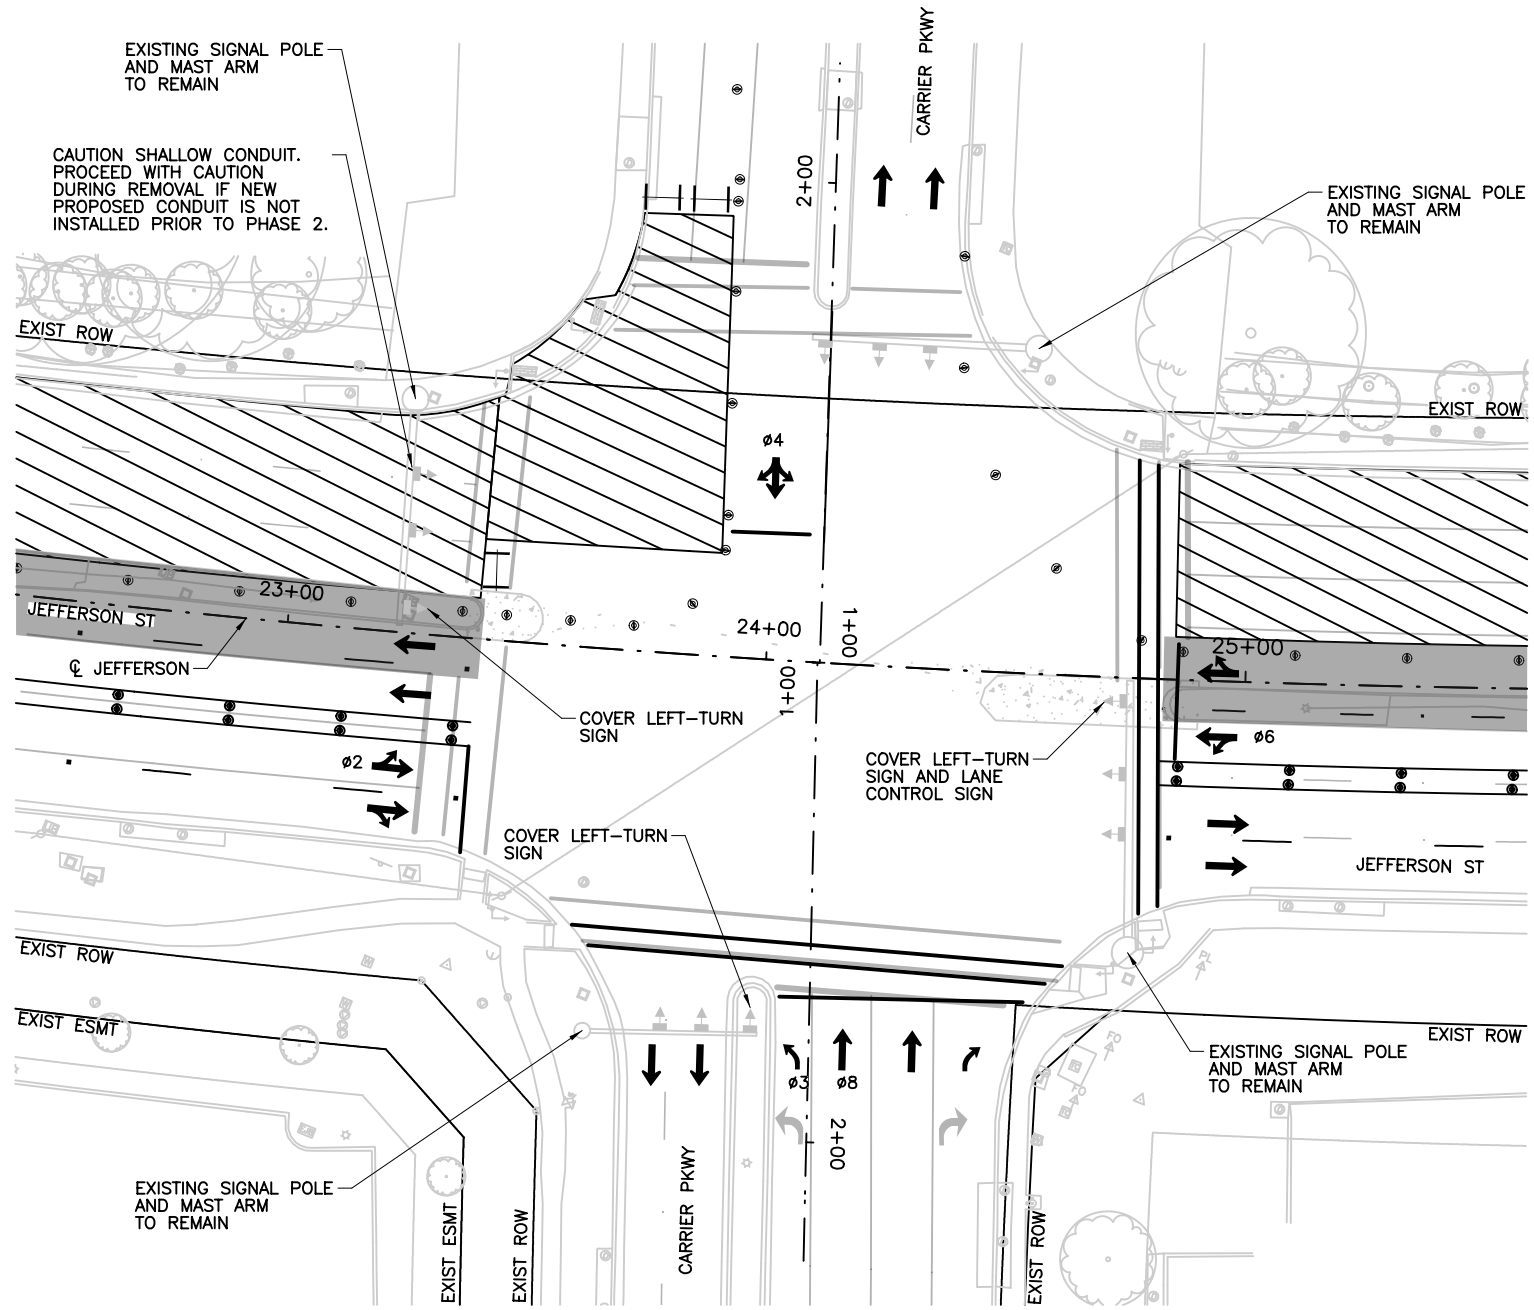 EXISTING SIGNAL POLE
AND MAST ARM
TO REMAIN
CARRIER PKWY
CAUTION SHALLOW CONDUIT.
PROCEED WITH CAUTION
DURING REMOVAL IF NEW
PROPOSED CONDUIT IS NOT
INSTALLED PRIOR TO PHASE 2.
2+00
EXISTING SIGNAL POLE
AND MAST ARM
TO REMAIN
EXIST ROW
EXIST ROW
ø4
23+00
JEFFERSON ST
24+00
1+00
1+00
25+00
℄ JEFFERSON
COVER LEFT-TURN
SIGN
ø2
COVER LEFT-TURN
SIGN AND LANE
CONTROL SIGN
ø6
COVER LEFT-TURN
SIGN
JEFFERSON ST
EXIST ROW
PL
EXIST ESMT
EXIST ROW
FO
FO
EXISTING SIGNAL POLE
AND MAST ARM
TO REMAIN
ø3
ø8
2+00
EXISTING SIGNAL POLE
AND MAST ARM
TO REMAIN
EXIST ESMT
EXIST ROW
CARRIER PKWY
EXIST ROW